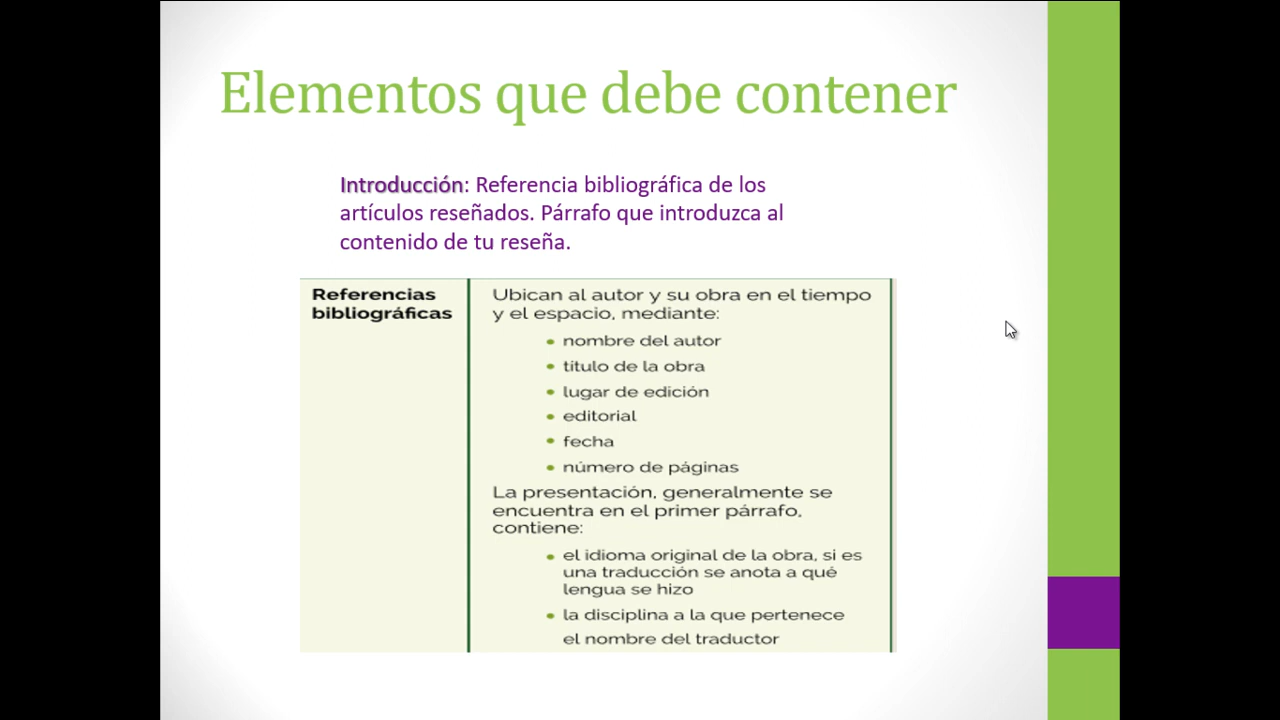 Elementos que debe contener
Introducción: Referencia bibliográfica de los
artículos reseñados. Párrafo que introduzca al
contenido de tu reseña.
Referencias
bibliográficas
Ubican al autor y su obra en el tiempo
y el espacio, mediante:
• nombre del autor
• título de la obra
• lugar de edición
• editorial
• fecha
• número de páginas
La presentación, generalmente se
encuentra en el primer párrafo,
contiene:
• el idioma original de la obra, si es
una traducción se anota a qué
lengua se hizo
• la disciplina a la que pertenece
el nombre del traductor